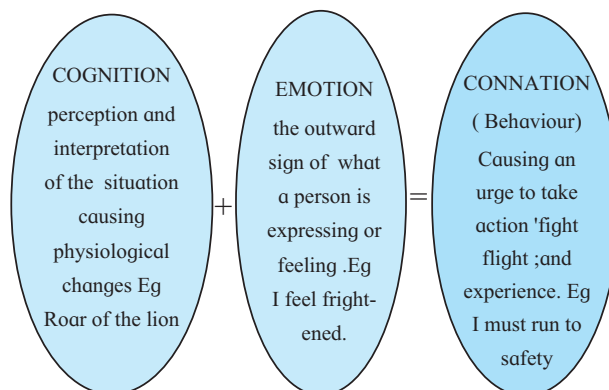 COGNITION
perception and
interpretation
of the situation
causing
physiological
changes Eg
Roar of the lion
+
EMOTION
the outward
sign of what
a person is
expressing or
feeling .Eg
I feel fright-
ened.
=
CONNATION
( Behaviour)
Causing an
urge to take
action 'fight
flight ;and
experience. Eg
I must run to
safety